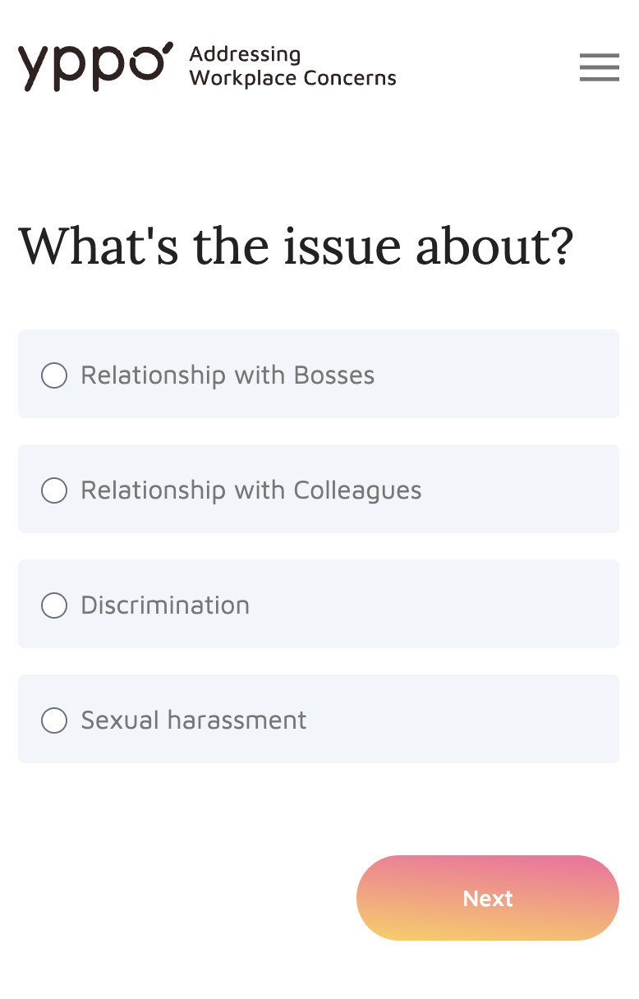 yppo Addressing
Workplace Concerns
What's the issue about?
Relationship with Bosses
Relationship with Colleagues
Discrimination
Sexual harassment
Next